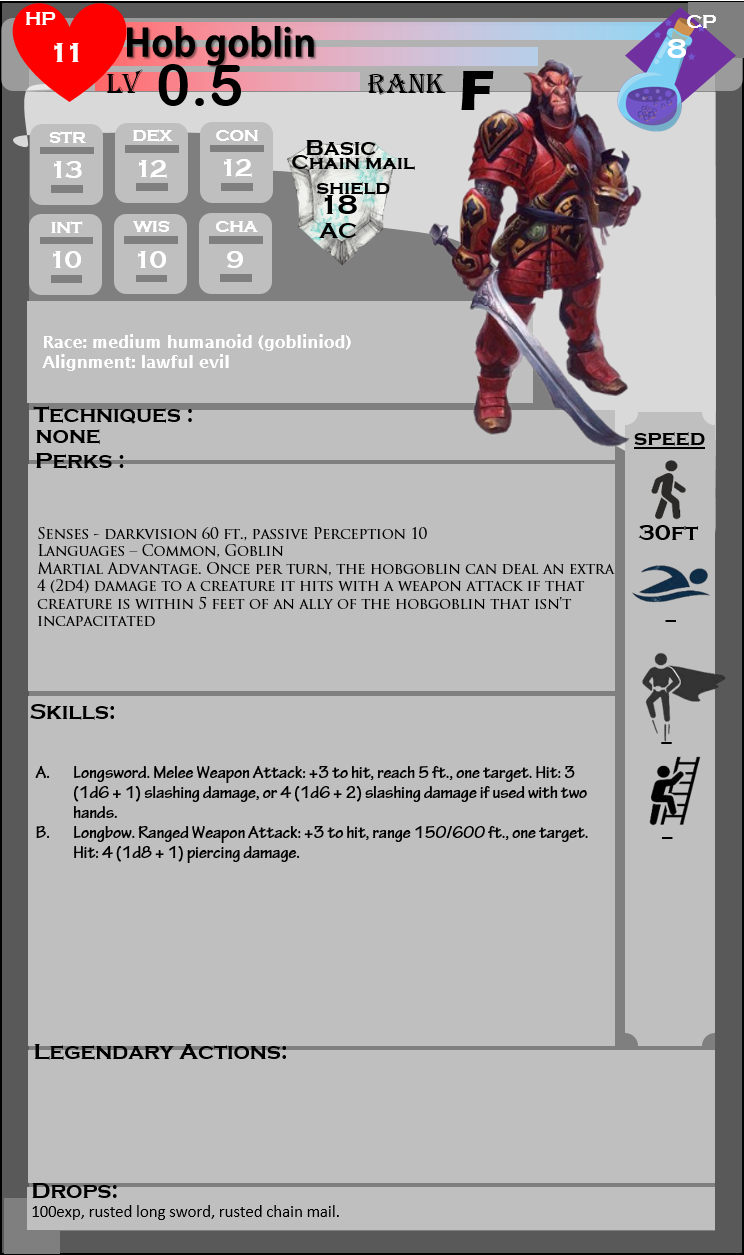 HP
11
Hob goblin
CP
8
LV 0.5
RANK F
STR
13
DEX
12
CON
12
INT
10
WIS
10
CHA
9
Basic
Chain mail
shield
18
AC
Race: medium humanoid (gobliniod)
Alignment: lawful evil
Techniques :
none
Perks :
Senses - darkvision 60 ft., passive Perception 10
Languages – Common, Goblin
Martial Advantage. Once per turn, the hobgoblin can deal an extra
4 (2d4) damage to a creature it hits with a weapon attack if that
creature is within 5 feet of an ally of the hobgoblin that isn't
incapacitated
speed
30ft
–
–
–
Skills:
A. Longsword. Melee Weapon Attack: +3 to hit, reach 5 ft., one target. Hit: 3
(1d6 + 1) slashing damage, or 4 (1d6 + 2) slashing damage if used with two
hands.
B. Longbow. Ranged Weapon Attack: +3 to hit, range 150/600 ft., one target.
Hit: 4 (1d8 + 1) piercing damage.
Legendary Actions:
Drops:
100exp, rusted long sword, rusted chain mail.